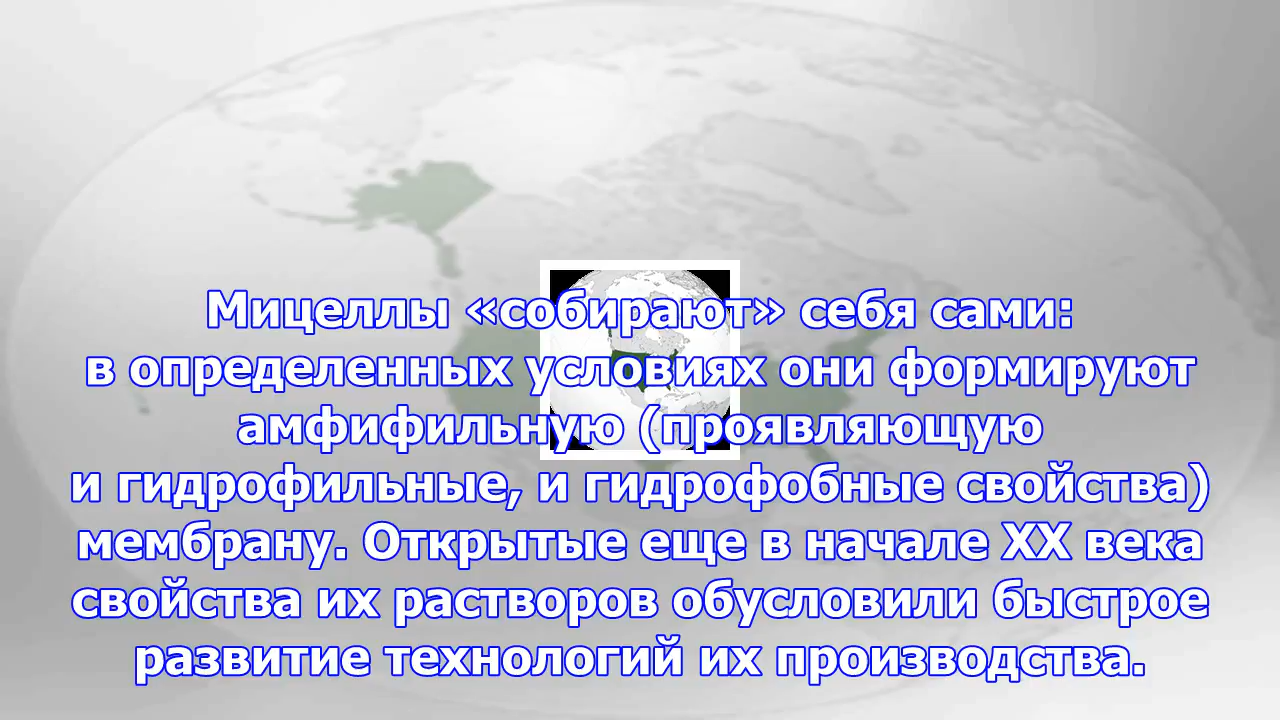 Мицеллы «собирают» себя сами:
в определенных условиях они формируют
амфифильную (проявляющую
и гидрофильные, и гидрофобные свойства)
мембрану. Открытые еще в начале XX века
свойства их растворов обусловили быстрое
развитие технологий их производства.